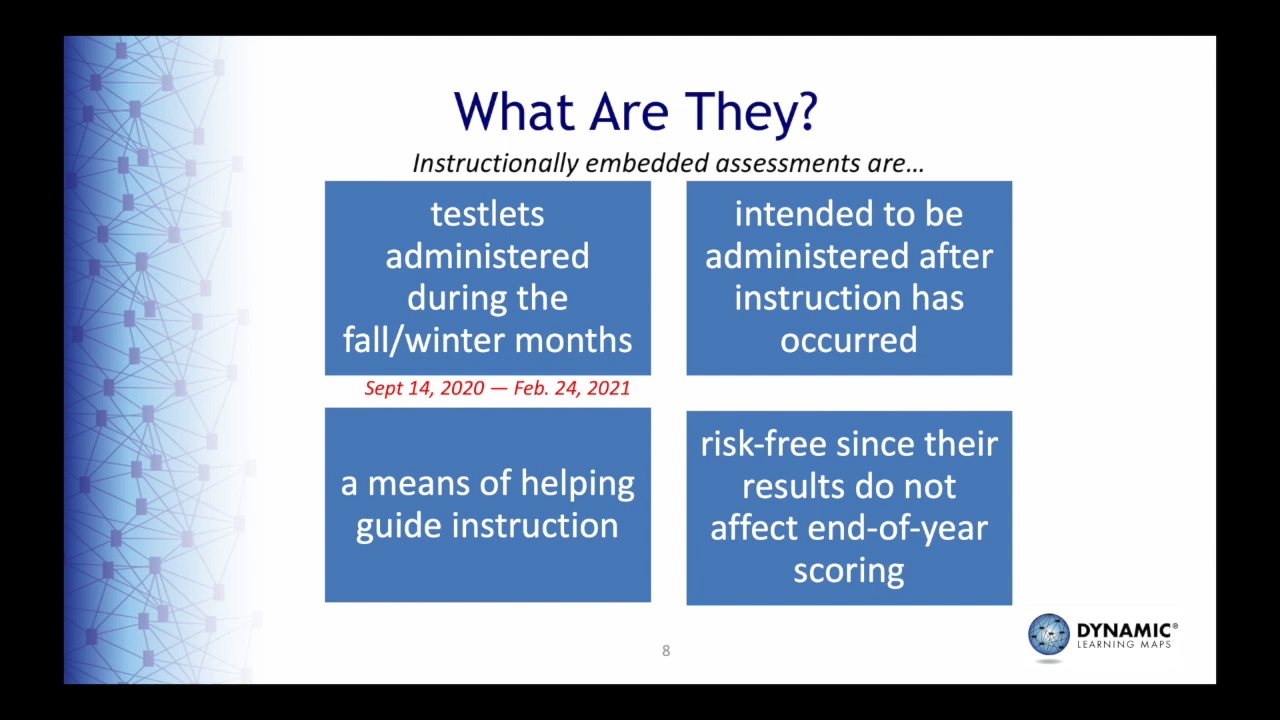 What Are They?
Instructionally embedded assessments are...
testlets
administered
during the
fall/winter months
intended to be
administered after
instruction has
occurred
Sept 14, 2020 — Feb. 24, 2021
a means of helping
guide instruction
risk-free since their
results do not
affect end-of-year
scoring
8
DYNAMIC®
LEARNING MAPS